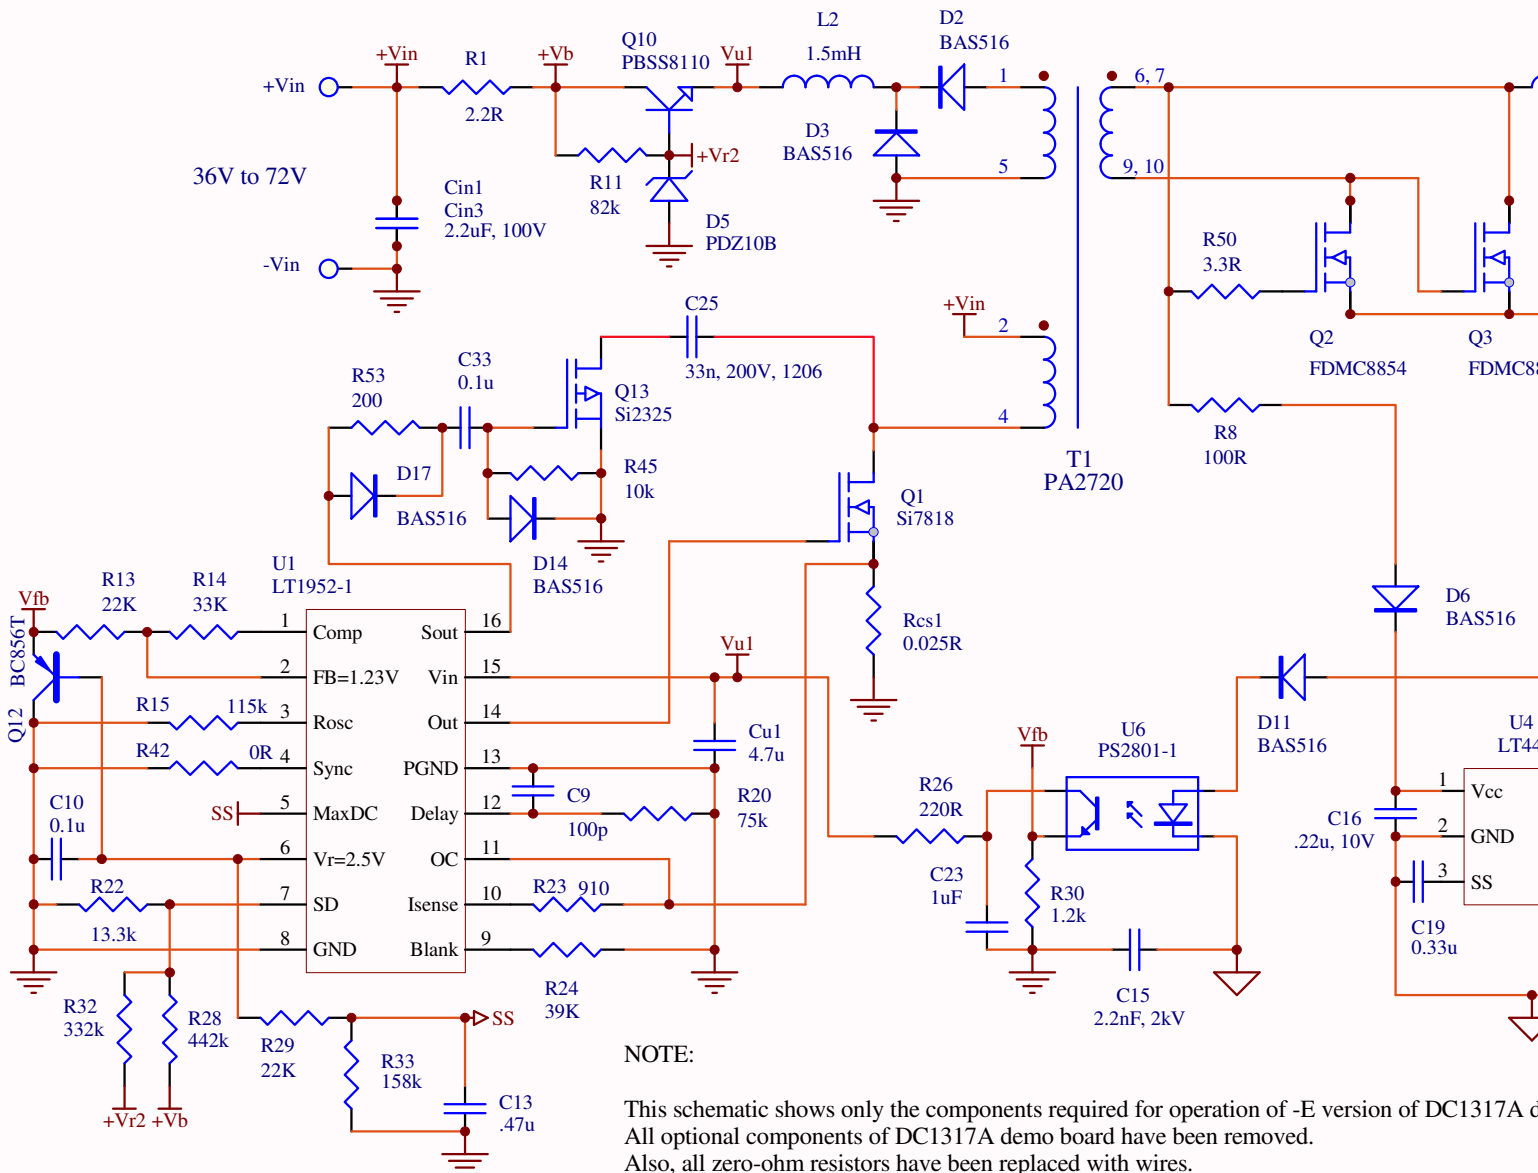 +Vin
+Vin
R1
2.2R
+Vb
Q10
PBSS8110
Vu1
L2
1.5mH
D2
BAS516
1
6, 7
D3
BAS516
5
9, 10
+Vr2
R11
82k
D5
PDZ10B
36V to 72V
Cin1
Cin3
2.2uF, 100V
-Vin
R50
3.3R
Q2
FDMC8854
Q3
C25
33n, 200V, 1206
+Vin
2
4
T1
PA2720
R8
100R
R53
200
C33
0.1u
Q13
Si2325
D17
BAS516
R45
10k
D14
BAS516
Q1
Si7818
Rcs1
0.025R
D6
BAS516
U1
LT1952-1
Vfb
R13
22K
R14
33K
BC856T
Q12
R15
115k
R42
0R
C10
0.1u
SS
R22
13.3k
1
Comp
2
FB=1.23V
3
Rosc
4
Sync
5
MaxDC
6
Vr=2.5V
7
SD
8
GND
Sout
16
Vin
15
Out
14
PGND
13
Delay
12
OC
11
Isense
10
Blank
9
Vu1
Cu1
4.7u
C9
100p
R20
75k
R23
910
R24
39K
R26
220R
C23
1uF
Vfb
U6
PS2801-1
R30
1.2k
C15
2.2nF, 2kV
D11
BAS516
U4
1
Vcc
2
GND
3
SS
C16
.22u, 10V
C19
0.33u
R32
332k
R28
442k
+Vr2
+Vb
R29
22K
R33
158k
SS
C13
.47u
NOTE:
This schematic shows only the components required for operation of -E version of DC1317A
All optional components of DC1317A demo board have been removed.
Also, all zero-ohm resistors have been replaced with wires.